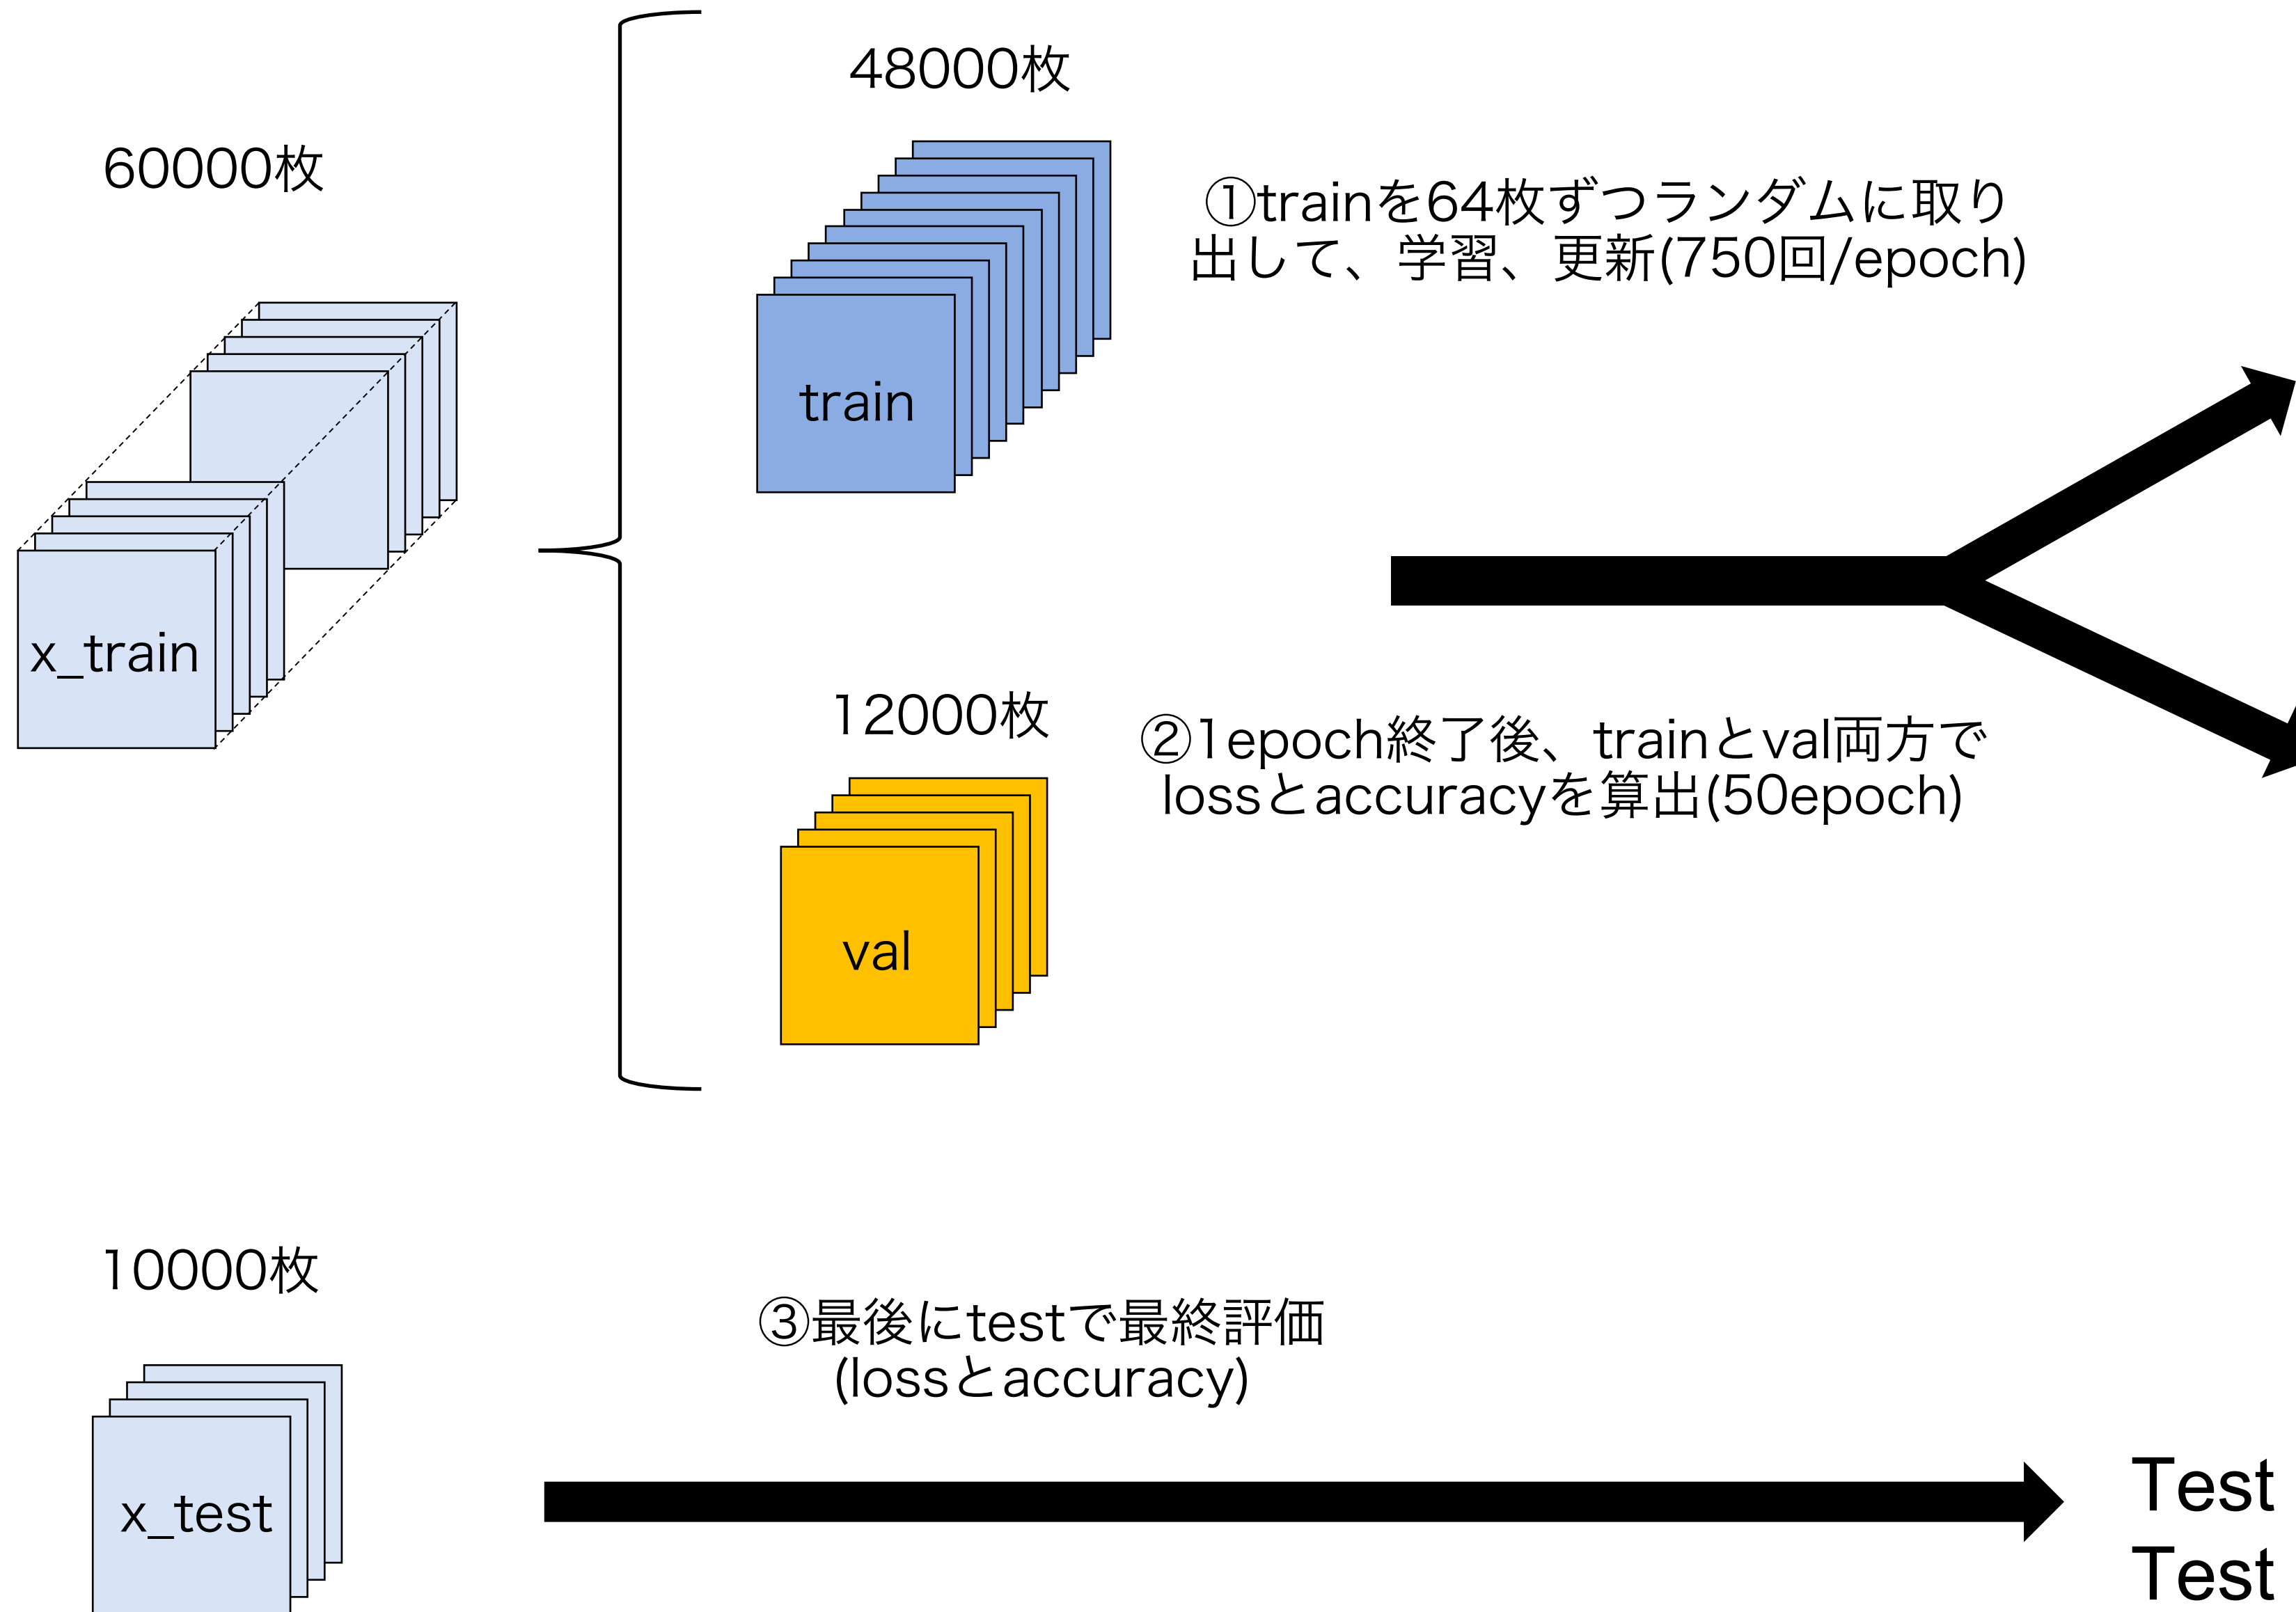 60000枚
x_train
48000枚
train
①trainを64枚ずつランダムに取り
出して、学習、更新(750回/epoch)
12000枚
val
②1epoch終了後、trainとval両方で
lossとaccuracyを算出(50epoch)
10000枚
x_test
③最後にtestで最終評価
(lossとaccuracy)
Test
Test